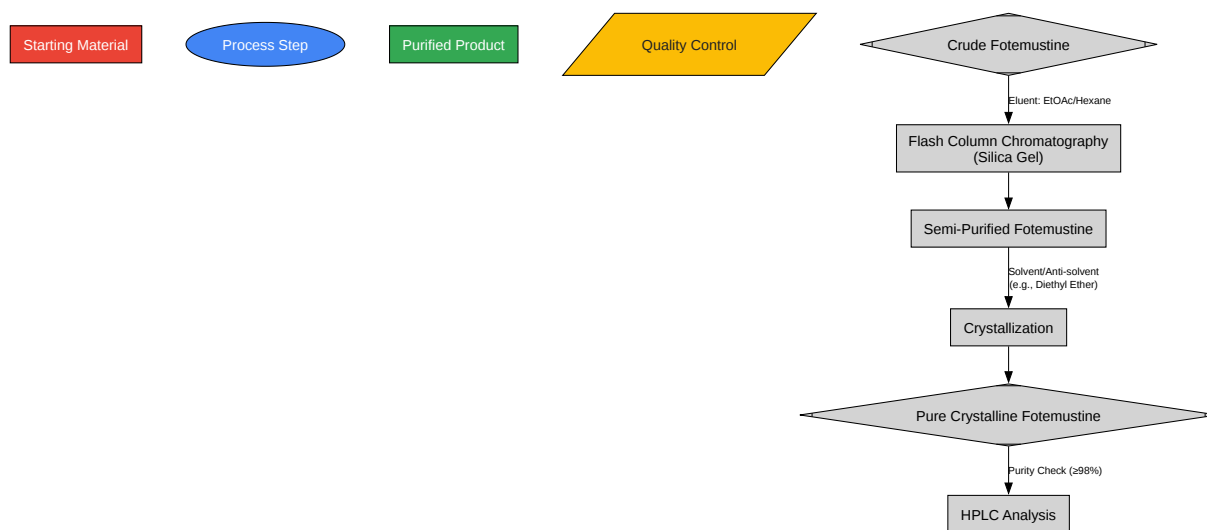 Starting Material
Process Step
Purified Product
Quality Control
Crude Fotemustine
Eluent: EtOAc/Hexane
Flash Column Chromatography
(Silica Gel)
Semi-Purified Fotemustine
Solvent/Anti-solvent
(e.g., Diethyl Ether)
Crystallization
Pure Crystalline Fotemustine
Purity Check (≥98%)
HPLC Analysis